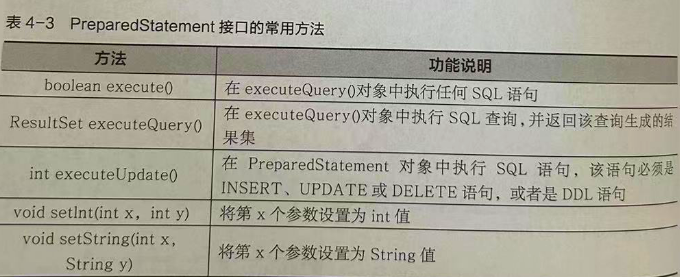 表 4-3 PreparedStatement 接口的常用方法
方法 功能说明
boolean execute() 在 executeQuery()对象中执行任何 SQL 语句
ResultSet executeQuery() 在 executeQuery()对象中执行 SQL 查询,并返回该查询生成的结
果集
int executeUpdate() 在 PreparedStatement 对象中执行 SQL 语句，该语句必须是
INSERT、UPDATE 或 DELETE 语句，或者是 DDL 语句
void setInt(int x, int y) 将第 x 个参数设置为 int 值
void setString(int x,
String y) 将第 x 个参数设置为 String 值